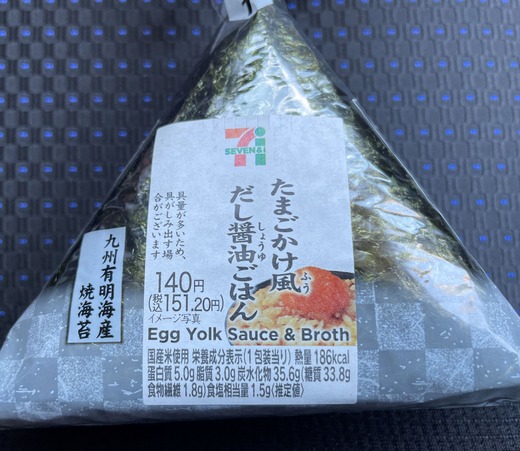 7i
SEVEN&i
たまごかけ風
ふう
だし醤油ごはん
しょうゆ
具量が多いため、
具がしみ出す場
合がございます
140円
(税込151.20円)
イメージ写真
Egg Yolk Sauce & Broth
国産米使用 栄養成分表示(1包装当り) 熱量186kcal
蛋白質5.0g 脂質3.0g 炭水化物35.6g(糖質33.8g
食物繊維1.8g)食塩相当量1.5g(推定値)
九州有明海産
焼海苔